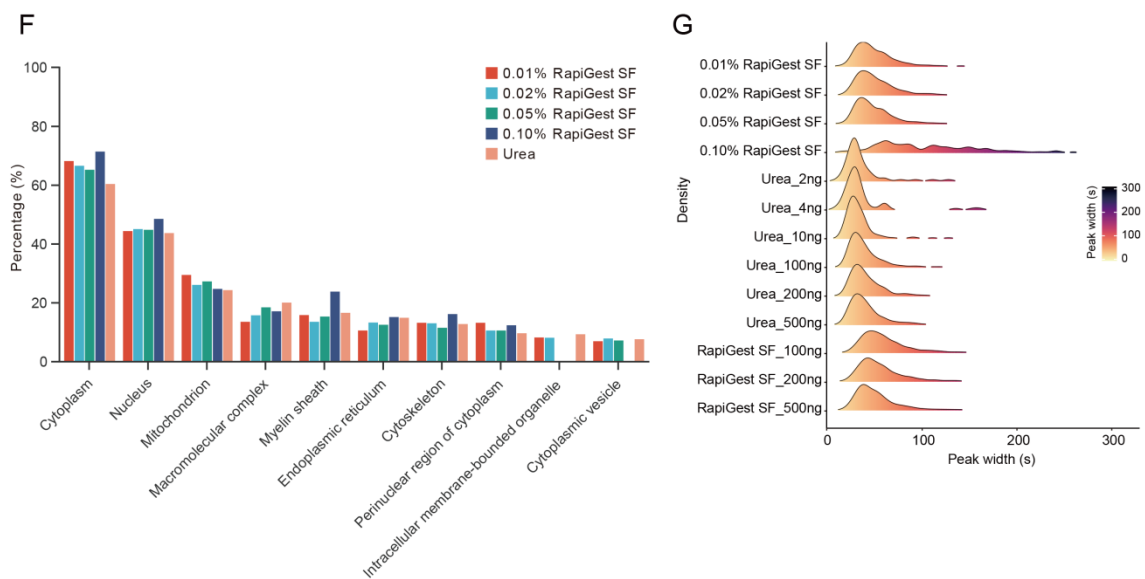 F
Percentage (%)
100
80
60
40
20
0
0.01% RapiGest SF
0.02% RapiGest SF
0.05% RapiGest SF
0.10% RapiGest SF
Urea
Cytoplasm
Nucleus
Mitochondrion
Macromolecular complex
Myelin sheath
Endoplasmic reticulum
Cytoskeleton
Perinuclear region of cytoplasm
Intracellular membrane-bounded organelle
Cytoplasmic vesicle
G
Density
0.01% RapiGest SF
0.02% RapiGest SF
0.05% RapiGest SF
0.10% RapiGest SF
Urea_2ng
Urea_4ng
Urea_10ng
Urea_100ng
Urea_200ng
Urea_500ng
RapiGest SF_100ng
RapiGest SF_200ng
RapiGest SF_500ng
0
100
200
300
Peak width (s)
Peak width (s)
300
200
100
0